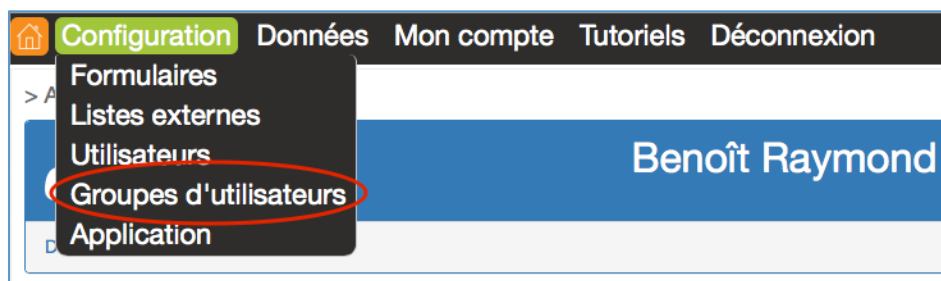 Configuration Données Mon compte Tutoriels Déconnexion
Formulaires
> A
Listes externes
Utilisateurs
Benoît Raymond
Groupes d'utilisateurs
Application
D